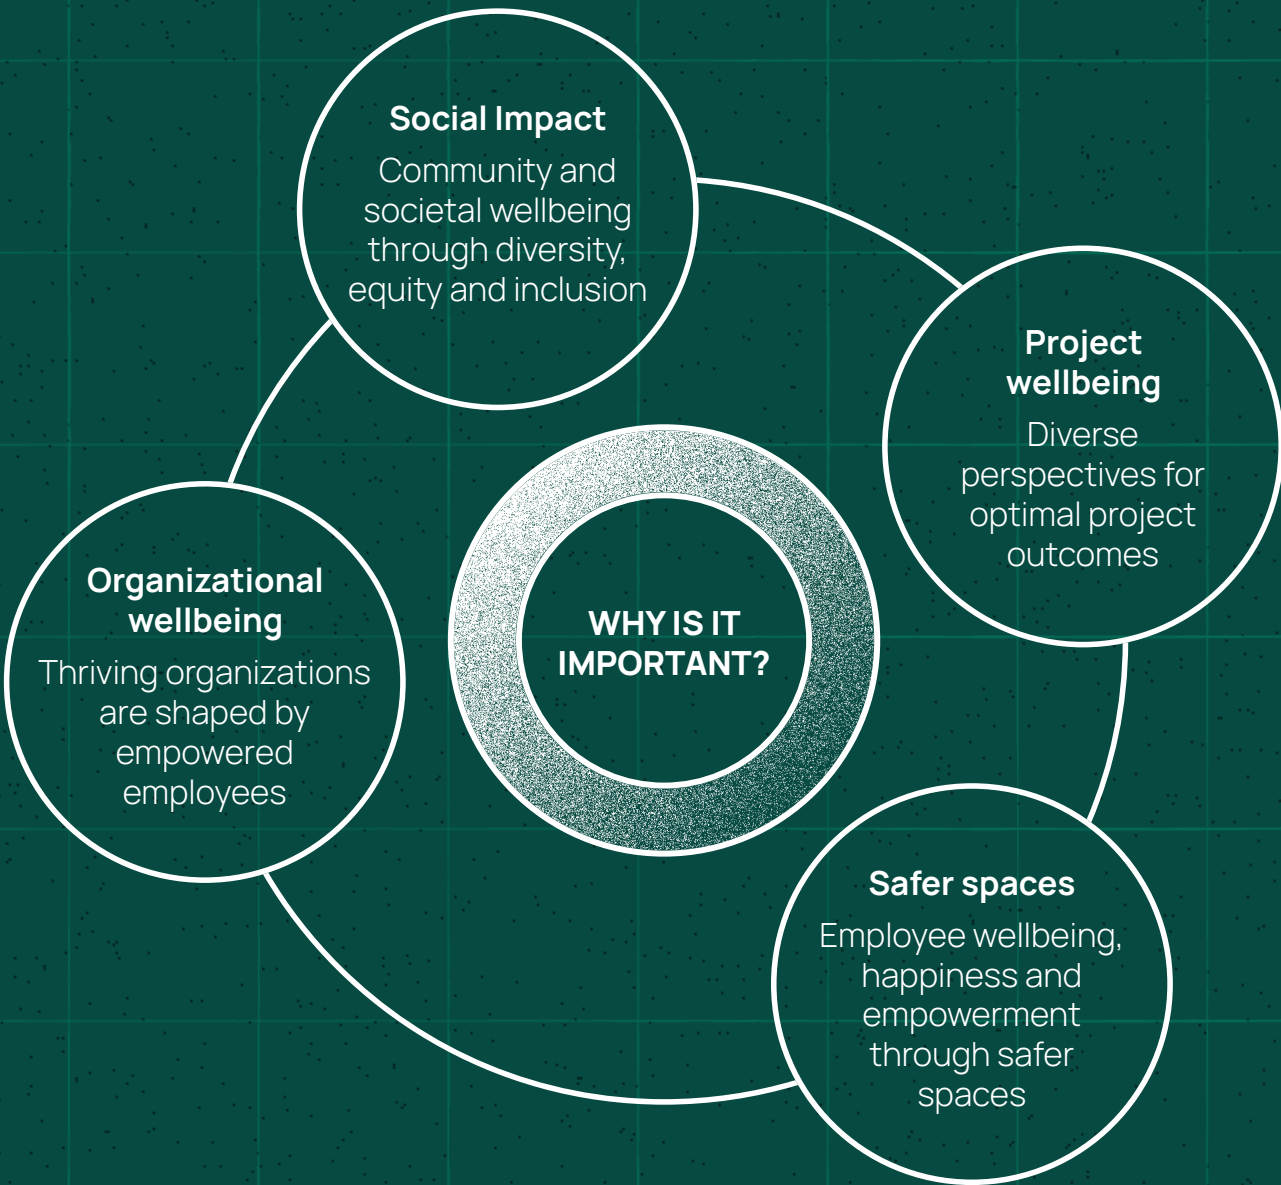 Social Impact
Community and
societal wellbeing
through diversity,
equity and inclusion
Project
wellbeing
Diverse
perspectives for
optimal project
outcomes
Organizational
wellbeing
Thriving organizations
are shaped by
empowered
employees
WHY IS IT
IMPORTANT?
Safer spaces
Employee wellbeing,
happiness and
empowerment
through safer
spaces